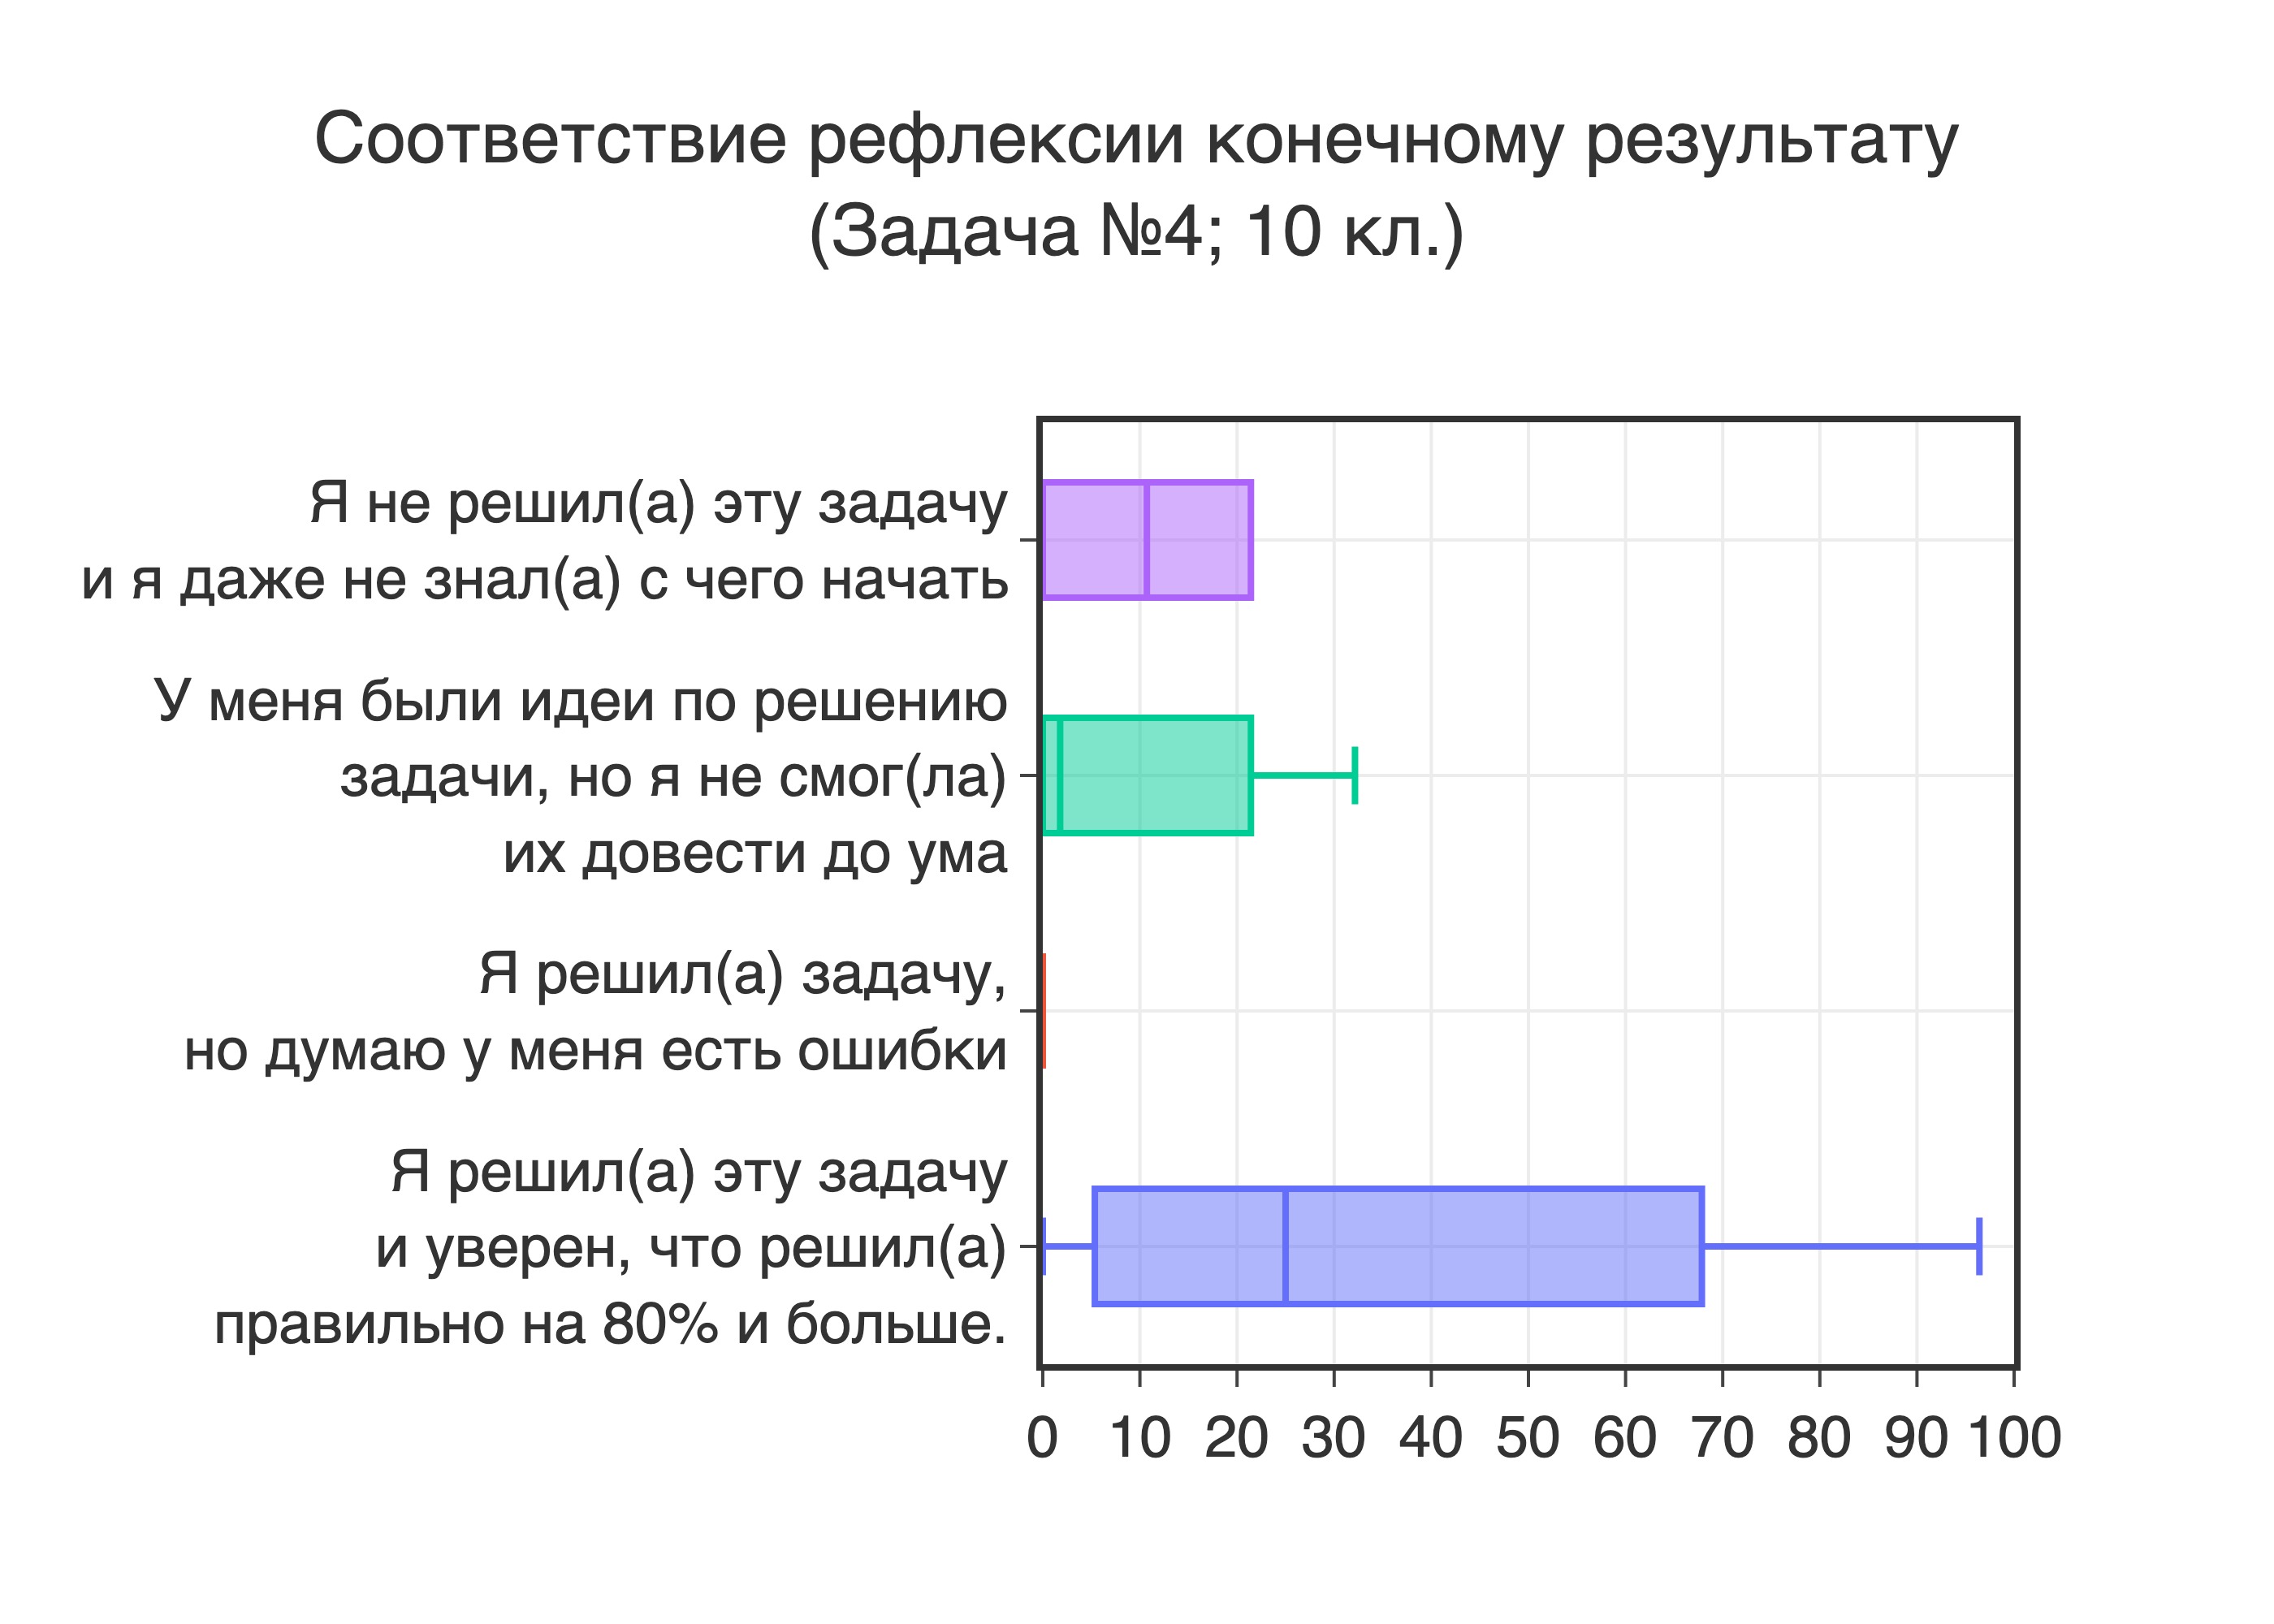 Соответствие рефлексии конечному результату
(Задача №4; 10 кл.)
Я не решил(а) эту задачу
и я даже не знал(а) с чего начать
У меня были идеи по решению
задачи, но я не смог(ла)
их довести до ума
Я решил(а) задачу,
но думаю у меня есть ошибки
Я решил(а) эту задачу
и уверен, что решил(а)
правильно на 80% и больше.
0 10 20 30 40 50 60 70 80 90 100